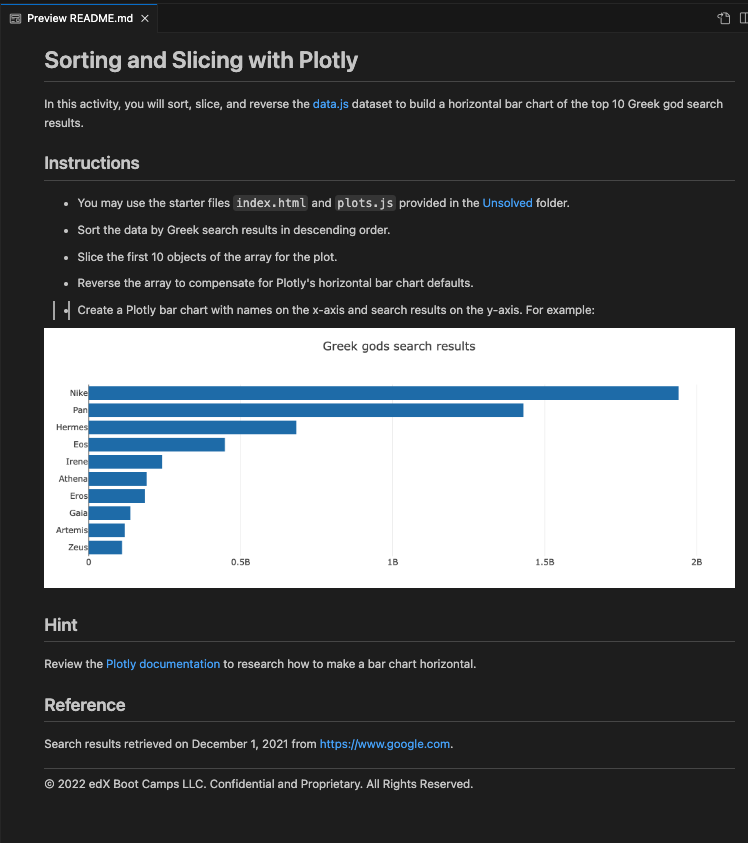 Preview README.md
Sorting and Slicing with Plotly
In this activity, you will sort, slice, and reverse the data.js dataset to build a horizontal bar chart of the top 10 Greek god search
results.
Instructions
• You may use the starter files index.html and plots.js provided in the Unsolved folder.
• Sort the data by Greek search results in descending order.
• Slice the first 10 objects of the array for the plot.
• Reverse the array to compensate for Plotly's horizontal bar chart defaults.
• Create a Plotly bar chart with names on the x-axis and search results on the y-axis. For example:
Greek gods search results
Nike
Pan
Hermes
Eos
Irene
Athena
Eros
Gaia
Artemis
Zeus
0 0.5B 1B 1.5B 2B
Hint
Review the Plotly documentation to research how to make a bar chart horizontal.
Reference
Search results retrieved on December 1, 2021 from https://www.google.com.
© 2022 edX Boot Camps LLC. Confidential and Proprietary. All Rights Reserved.